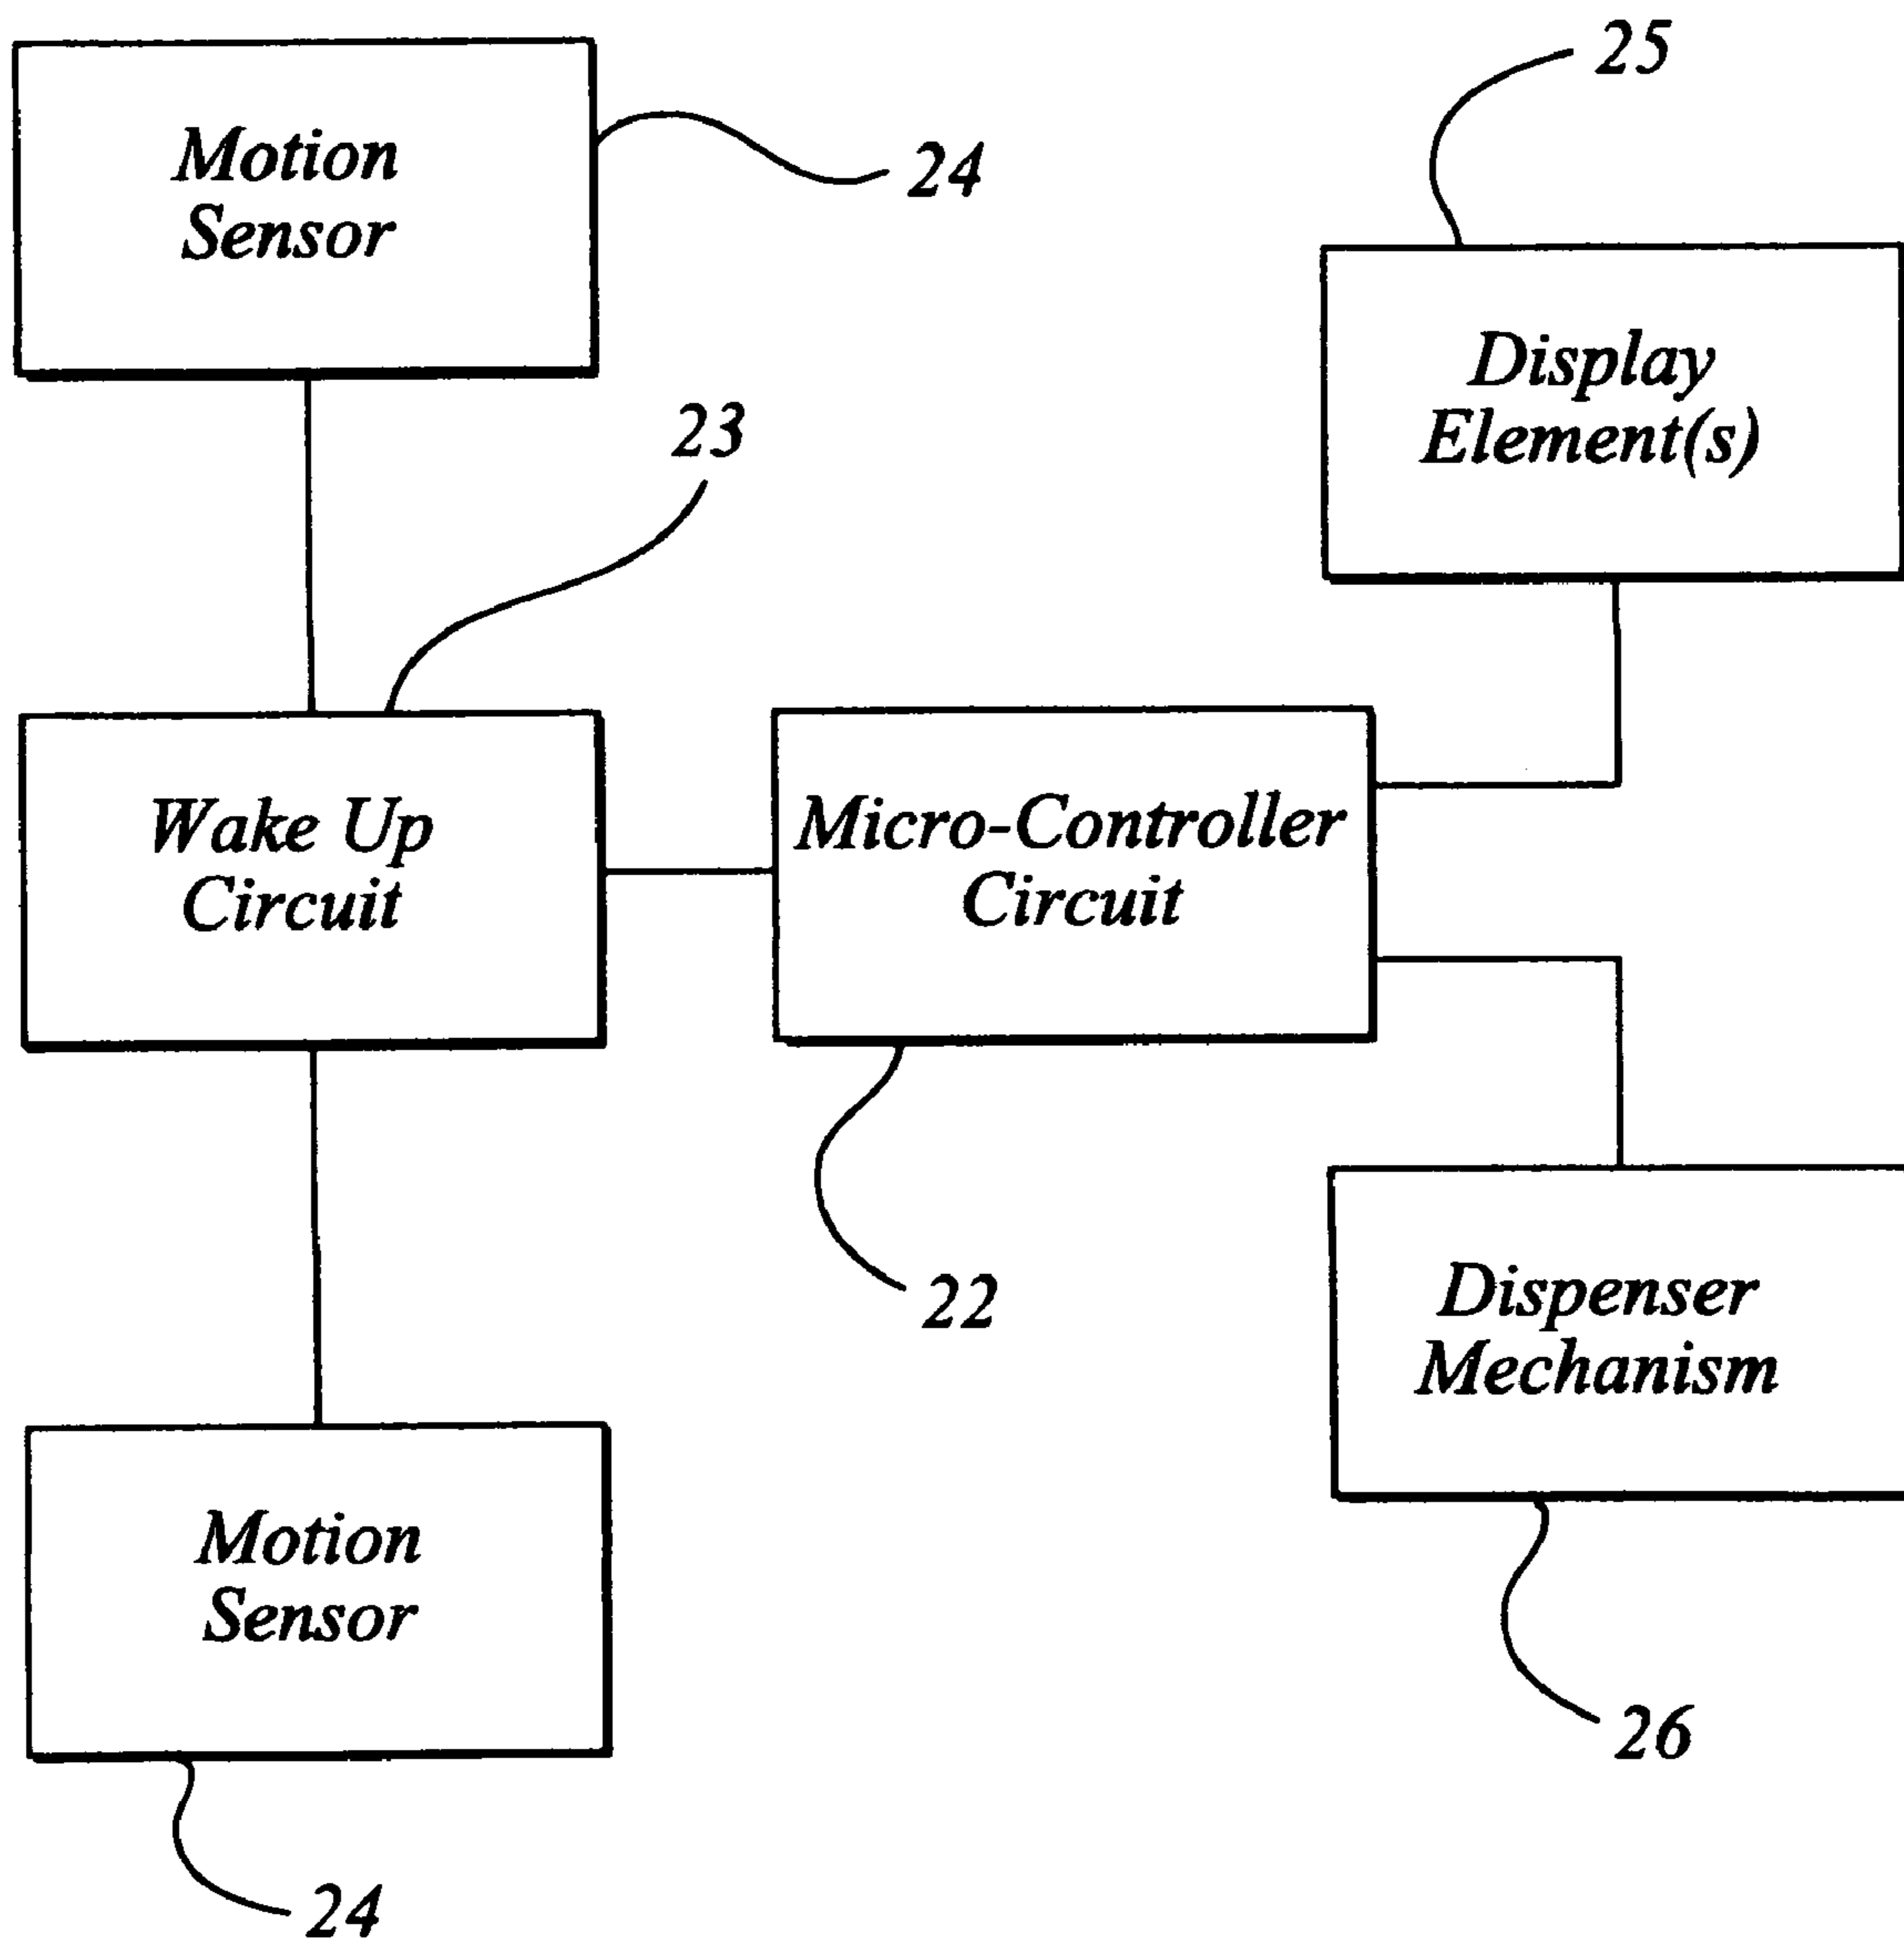 25
Motion
Sensor
24
Display
Element(s)
23
Wake Up
Circuit
Micro-Controller
Circuit
22
Dispenser
Mechanism
Motion
Sensor
26
24